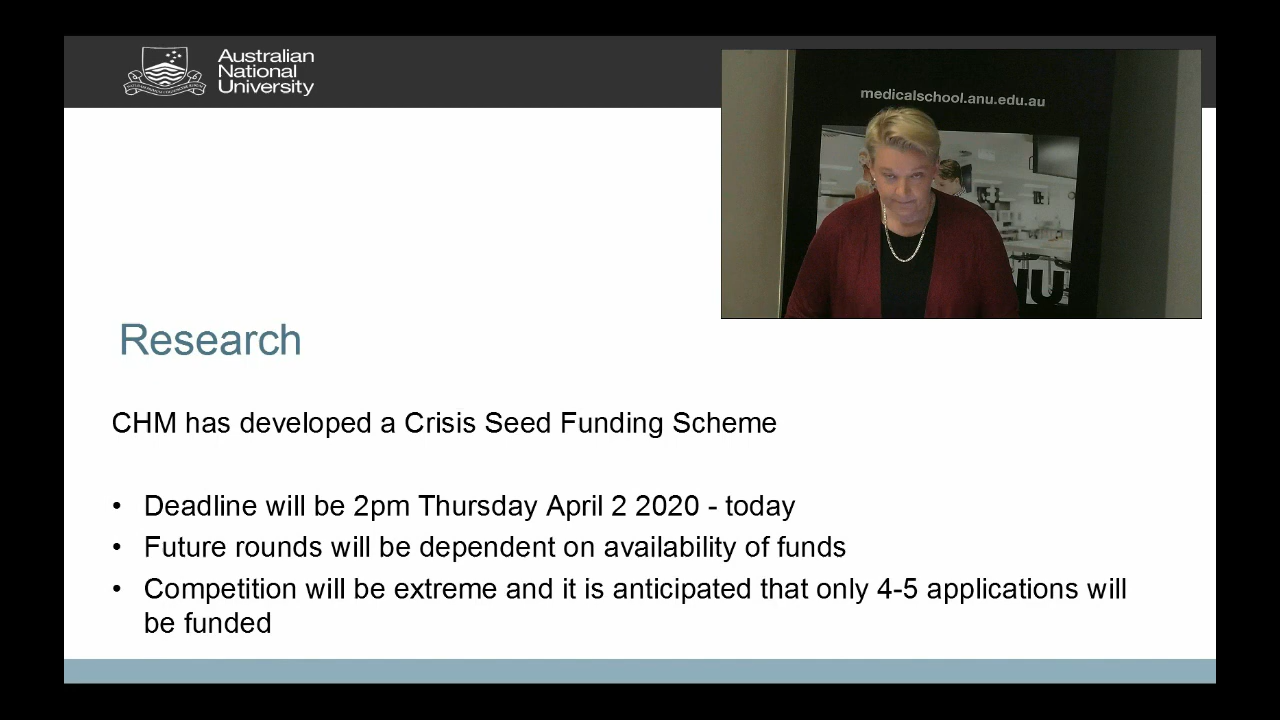 Australian
National
University
medicalschool.anu.edu.au
Research
CHM has developed a Crisis Seed Funding Scheme
• Deadline will be 2pm Thursday April 2 2020 - today
• Future rounds will be dependent on availability of funds
• Competition will be extreme and it is anticipated that only 4-5 applications will
be funded